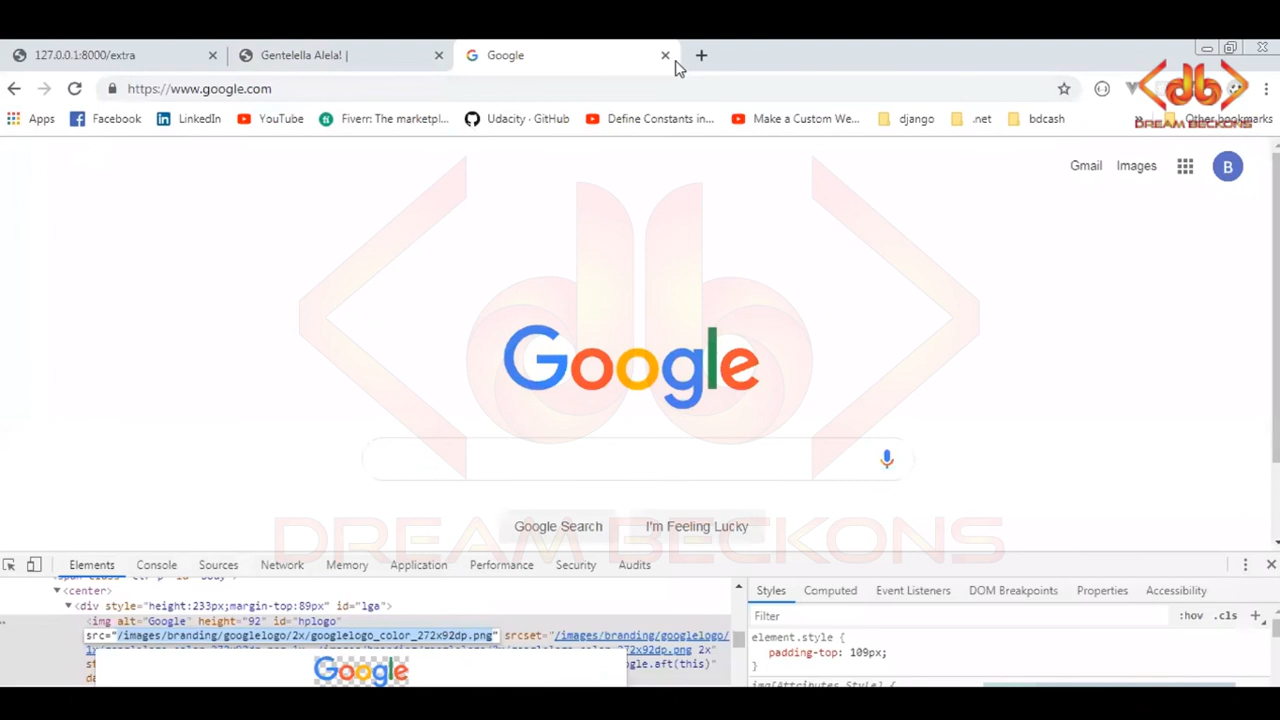 127.0.0.1:8000/extra
Gentelella Alela! |
Google
https://www.google.com
Apps
Facebook
LinkedIn
YouTube
Fiverr: The marketpl...
Udacity · GitHub
Define Constants in...
Make a Custom We...
django
.net
bdcash
»
Other bookmarks
db
DREAM BECKONS
Gmail
Images
B
Google
Google Search
I'm Feeling Lucky
DREAM BECKONS
Elements
Console
Sources
Network
Memory
Application
Performance
Security
Audits
<center>
<div style="height:233px;margin-top:89px" id="lga">
<img alt="Google" height="92" id="hplogo"
src="/images/branding/googlelogo/2x/googlelogo_color_272x92dp.png" srcset="/images/branding/googlelogo/
2x"
Google
Styles
Computed
Event Listeners
DOM Breakpoints
Properties
Accessibility
Filter
:hov .cls +
element.style {
padding-top: 109px;
}
img[Attributes Style] {